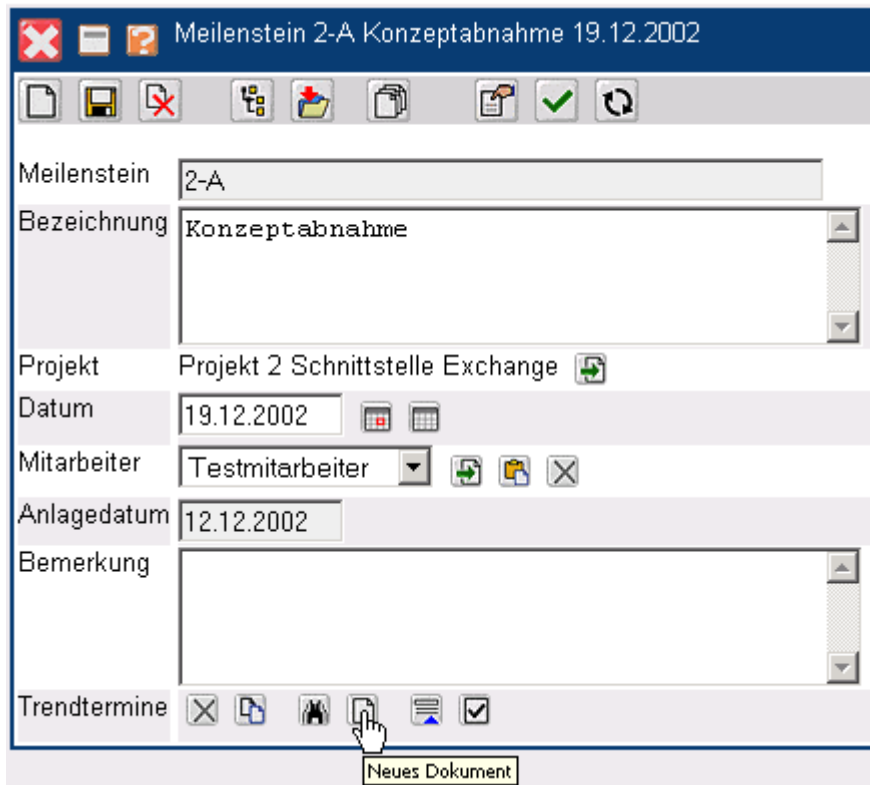 Meilenstein 2-A Konzeptabnahme 19.12.2002
Meilenstein 2-A
Bezeichnung Konzeptabnahme
Projekt Projekt 2 Schnittstelle Exchange
Datum 19.12.2002
Mitarbeiter Testmitarbeiter
Anlagedatum 12.12.2002
Bemerkung
Trendtermine
Neues Dokument